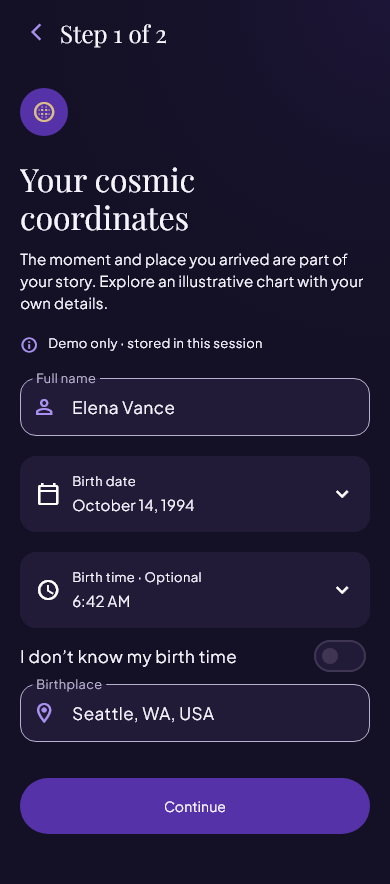 Step 1 of 2
Your cosmic
coordinates
The moment and place you arrived are part of
your story. Explore an illustrative chart with your
own details.
Demo only · stored in this session
Full name
Elena Vance
Birth date
October 14, 1994
Birth time · Optional
6:42 AM
I don’t know my birth time
Birthplace
Seattle, WA, USA
Continue